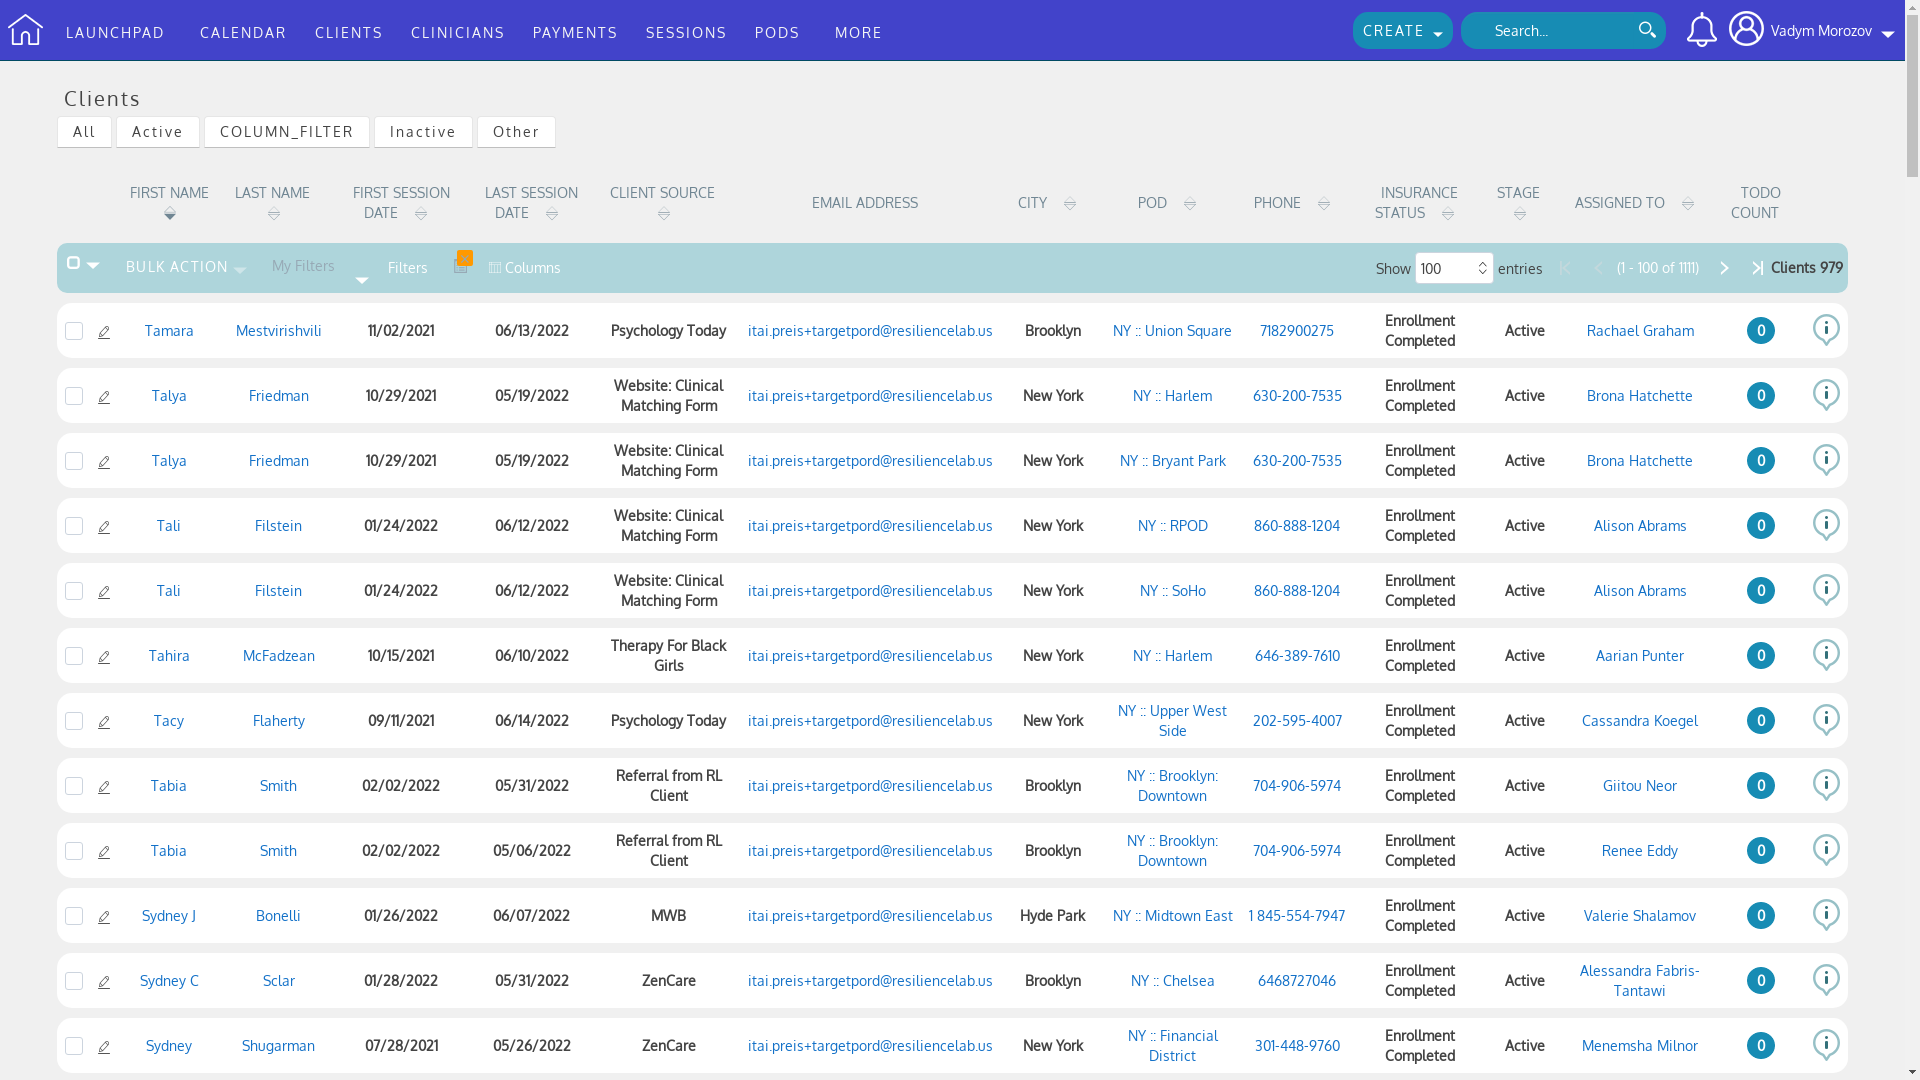 LAUNCHPAD CALENDAR CLIENTS CLINICIANS PAYMENTS SESSIONS PODS MORE CREATE Search... Vadym Morozov
Clients
All Active COLUMN_FILTER Inactive Other
FIRST NAME LAST NAME FIRST SESSION DATE LAST SESSION DATE CLIENT SOURCE EMAIL ADDRESS CITY POD PHONE INSURANCE STATUS STAGE ASSIGNED TO TODO COUNT
BULK ACTION My Filters Filters Columns Show 100 entries (1 - 100 of 1111) Clients 979
Tamara Mestvirishvili 11/02/2021 06/13/2022 Psychology Today itai.preis+targetpord@resiliencelab.us Brooklyn NY :: Union Square 7182900275 Enrollment Completed Active Rachael Graham 0
Talya Friedman 10/29/2021 05/19/2022 Website: Clinical Matching Form itai.preis+targetpord@resiliencelab.us New York NY :: Harlem 630-200-7535 Enrollment Completed Active Brona Hatchette 0
Talya Friedman 10/29/2021 05/19/2022 Website: Clinical Matching Form itai.preis+targetpord@resiliencelab.us New York NY :: Bryant Park 630-200-7535 Enrollment Completed Active Brona Hatchette 0
Tali Filstein 01/24/2022 06/12/2022 Website: Clinical Matching Form itai.preis+targetpord@resiliencelab.us New York NY :: RPOD 860-888-1204 Enrollment Completed Active Alison Abrams 0
Tali Filstein 01/24/2022 06/12/2022 Website: Clinical Matching Form itai.preis+targetpord@resiliencelab.us New York NY :: SoHo 860-888-1204 Enrollment Completed Active Alison Abrams 0
Tahira McFadzean 10/15/2021 06/10/2022 Therapy For Black Girls itai.preis+targetpord@resiliencelab.us New York NY :: Harlem 646-389-7610 Enrollment Completed Active Aarian Punter 0
Tacy Flaherty 09/11/2021 06/14/2022 Psychology Today itai.preis+targetpord@resiliencelab.us New York NY :: Upper West Side 202-595-4007 Enrollment Completed Active Cassandra Koegel 0
Tabia Smith 02/02/2022 05/31/2022 Referral from RL Client itai.preis+targetpord@resiliencelab.us Brooklyn NY :: Brooklyn: Downtown 704-906-5974 Enrollment Completed Active Giitou Neor 0
Tabia Smith 02/02/2022 05/06/2022 Referral from RL Client itai.preis+targetpord@resiliencelab.us Brooklyn NY :: Brooklyn: Downtown 704-906-5974 Enrollment Completed Active Renee Eddy 0
Sydney J Bonelli 01/26/2022 06/07/2022 MWB itai.preis+targetpord@resiliencelab.us Hyde Park NY :: Midtown East 1 845-554-7947 Enrollment Completed Active Valerie Shalamov 0
Sydney C Sclar 01/28/2022 05/31/2022 ZenCare itai.preis+targetpord@resiliencelab.us Brooklyn NY :: Chelsea 6468727046 Enrollment Completed Active Alessandra Fabris-Tantawi 0
Sydney Shugarman 07/28/2021 05/26/2022 ZenCare itai.preis+targetpord@resiliencelab.us New York NY :: Financial District 301-448-9760 Enrollment Completed Active Menemsha Milnor 0